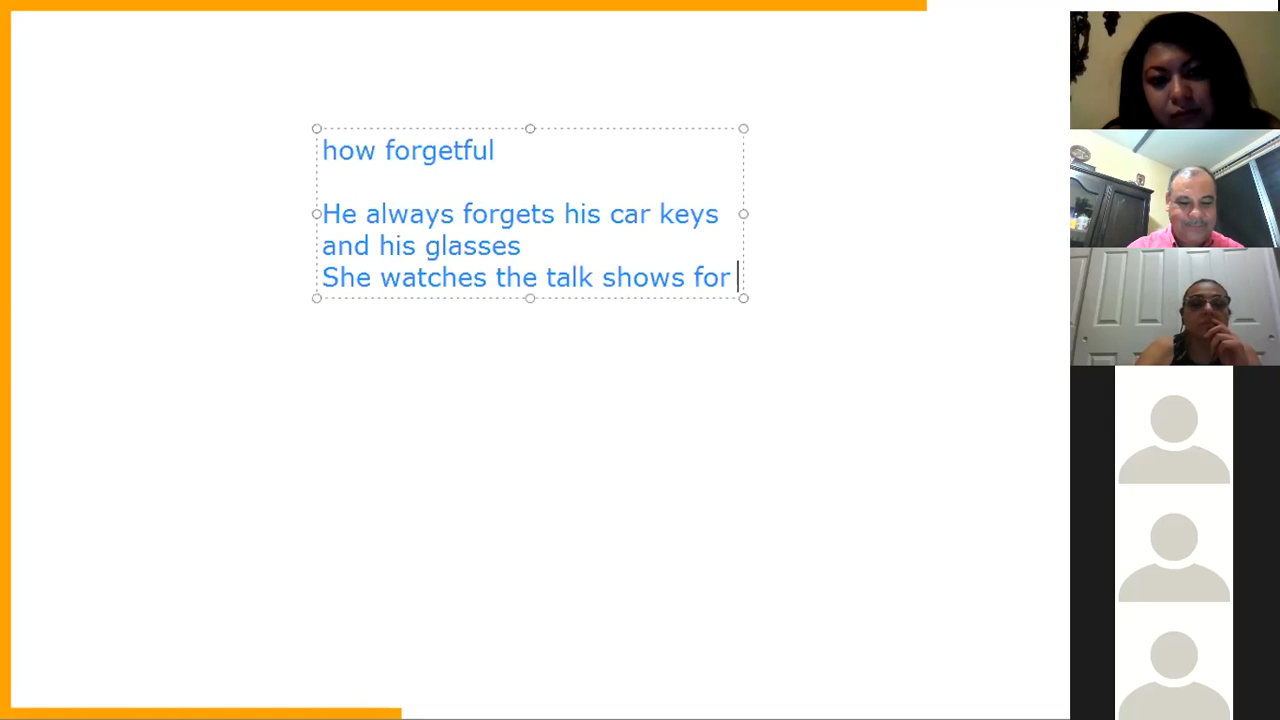 how forgetful
He always forgets his car keys
and his glasses
She watches the talk shows for